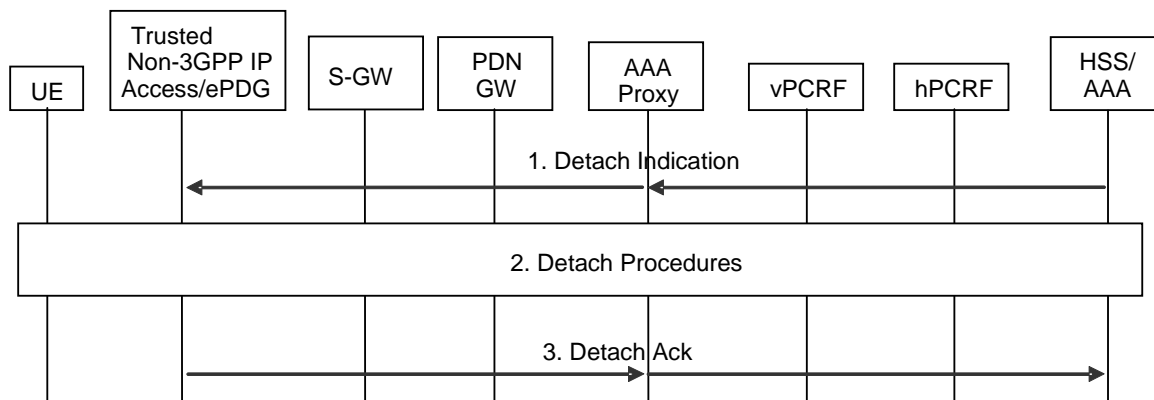 UE
Trusted
Non-3GPP IP
Access/ePDG
S-GW
PDN
GW
AAA
Proxy
vPCRF
hPCRF
HSS/
AAA
1. Detach Indication
2. Detach Procedures
3. Detach Ack